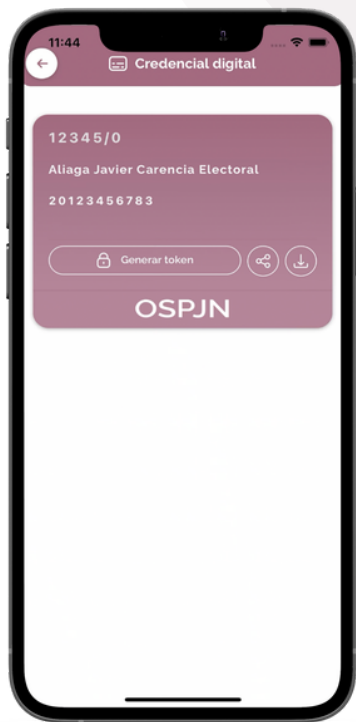 11:44
Credencial digital
12345/0
Aliaga Javier Carencia Electoral
20123456783
Generar token
OSPJN